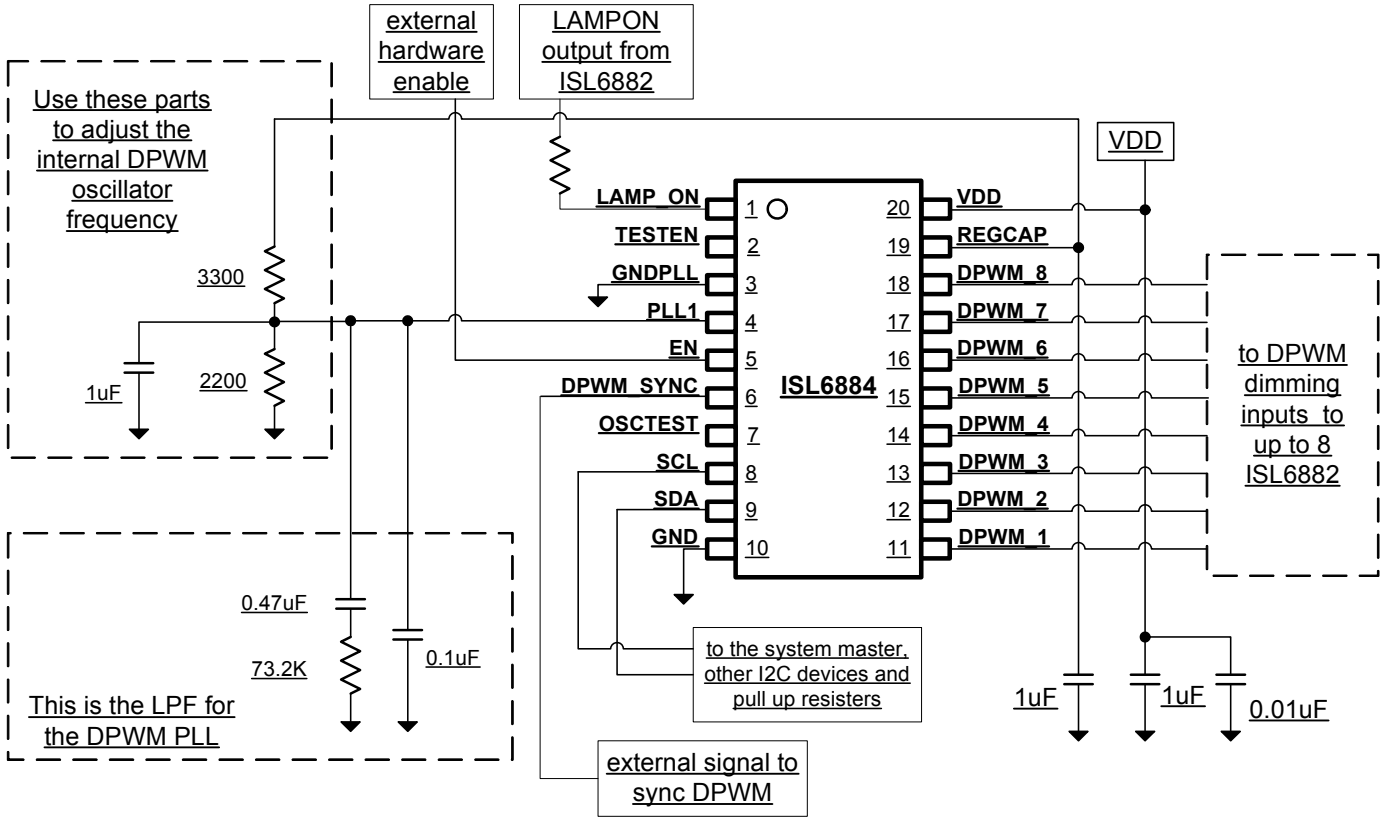 external
hardware
enable
LAMPON
output from
ISL6882
Use these parts
to adjust the
internal DPWM
oscillator
frequency
VDD
3300
2200
1uF
LAMP_ON
TESTEN
GNDPLL
PLL1
EN
DPWM_SYNC
OSCTEST
SCL
SDA
GND
1
2
3
4
5
6
7
8
9
10
ISL6884
20
19
18
17
16
15
14
13
12
11
VDD
REGCAP
DPWM_8
DPWM_7
DPWM_6
DPWM_5
DPWM_4
DPWM_3
DPWM_2
DPWM_1
to DPWM
dimming
inputs to
up to 8
ISL6882
0.47uF
73.2K
0.1uF
This is the LPF for
the DPWM PLL
to the system master,
other I2C devices and
pull up resisters
1uF
1uF
0.01uF
external signal to
sync DPWM